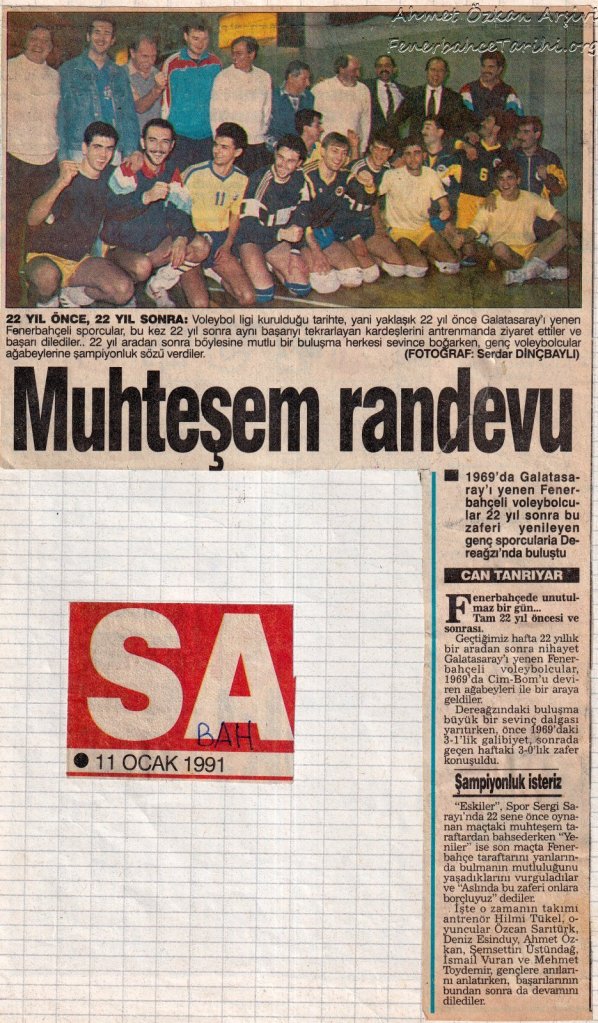 Ahmet Özkan Arşivi
FenerbahceTarihi.org
22 YIL ÖNCE, 22 YIL SONRA: Voleybol ligi kurulduğu tarihte, yani yaklaşık 22 yıl önce Galatasaray'ı yenen
Fenerbahçeli sporcular, bu kez 22 yıl sonra aynı başarıyı tekrarlayan kardeşlerini antrenmanda ziyaret ettiler ve
başarı dilediler.. 22 yıl aradan sonra böylesine mutlu bir buluşma herkesi sevince boğarken, genç voleybolcular
ağabeylerine şampiyonluk sözü verdiler.
(FOTOĞRAF: Serdar DİNÇBAYLI)
Muhteşem randevu
1969'da Galatasa-
ray'ı yenen Fener-
bahçeli voleybolcu-
lar 22 yıl sonra bu
zaferi yenileyen
genç sporcularla De-
reağzı'nda buluştu
CAN TANRIYAR
Fenerbahçede unutul-
maz bir gün...
Tam 22 yıl öncesi ve
sonrası.
Geçtiğimiz hafta 22 yıllık
bir aradan sonra nihayet
Galatasaray'ı yenen Fener-
bahçeli voleybolcular,
1969'da Cim-Bom'u devi-
ren ağabeyleri ile bir araya
geldiler.
Dereağzındaki buluşma
büyük bir sevinç dalgası
yaratırken, önce 1969'daki
3-1'lik galibiyet, sonrada
geçen haftaki 3-0'lık zafer
konuşuldu.
Şampiyonluk isteriz
"Eskiler", Spor Sergi Sa-
rayı'nda 22 sene önce oyna-
nan maçtaki muhteşem ta-
raftardan bahsederken "Ye-
niler" ise son maçta Fener-
bahçe taraftarını yanların-
da bulmanın mutluluğunu
yaşadıklarını vurguladılar
ve "Aslında bu zaferi onlara
borçluyuz" dediler.
İşte o zamanın takımı
antrenör Hilmi Tükel, o-
yuncular Özcan Sarıtürk,
Deniz Esinduy, Ahmet Öz-
kan, Şemsettin Üstündağ,
İsmail Vuran ve Mehmet
Toydemir, gençlere anıları-
nı anlatırken, başarılarının
bundan sonra da devamını
dilediler.
SA
BAH
11 OCAK 1991